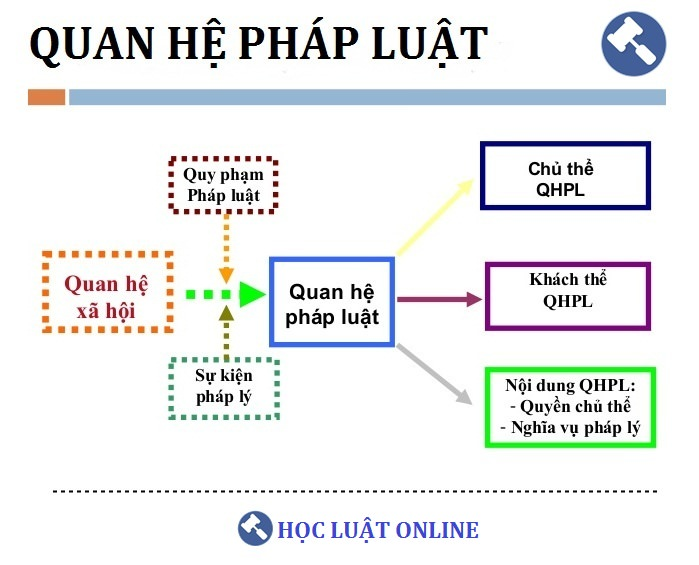 QUAN HỆ PHÁP LUẬT
Quy phạm
Pháp luật
Quan hệ
xã hội
Sự kiện
pháp lý
Quan hệ
pháp luật
Chủ thể
QHPL
Khách thể
QHPL
Nội dung QHPL:
- Quyền chủ thể
- Nghĩa vụ pháp lý
HỌC LUẬT ONLINE